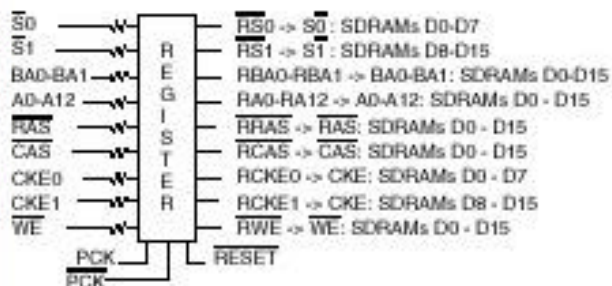 S0 RS0 -> S0 : SDRAMs D0-D7
S1 RS1 -> S1 : SDRAMs D8-D15
BA0-BA1 RBA0-RBA1 -> BA0-BA1: SDRAMs D0-D15
A0-A12 RA0-RA12 -> A0-A12: SDRAMs D0 - D15
RAS RRAS -> RAS: SDRAMs D0 - D15
CAS RCAS -> CAS: SDRAMs D0 - D15
CKE0 RCKE0 -> CKE: SDRAMs D0 - D7
CKE1 RCKE1 -> CKE: SDRAMs D8 - D15
WE RWE -> WE: SDRAMs D0 - D15
REGISTER
PCK RESET
PCK